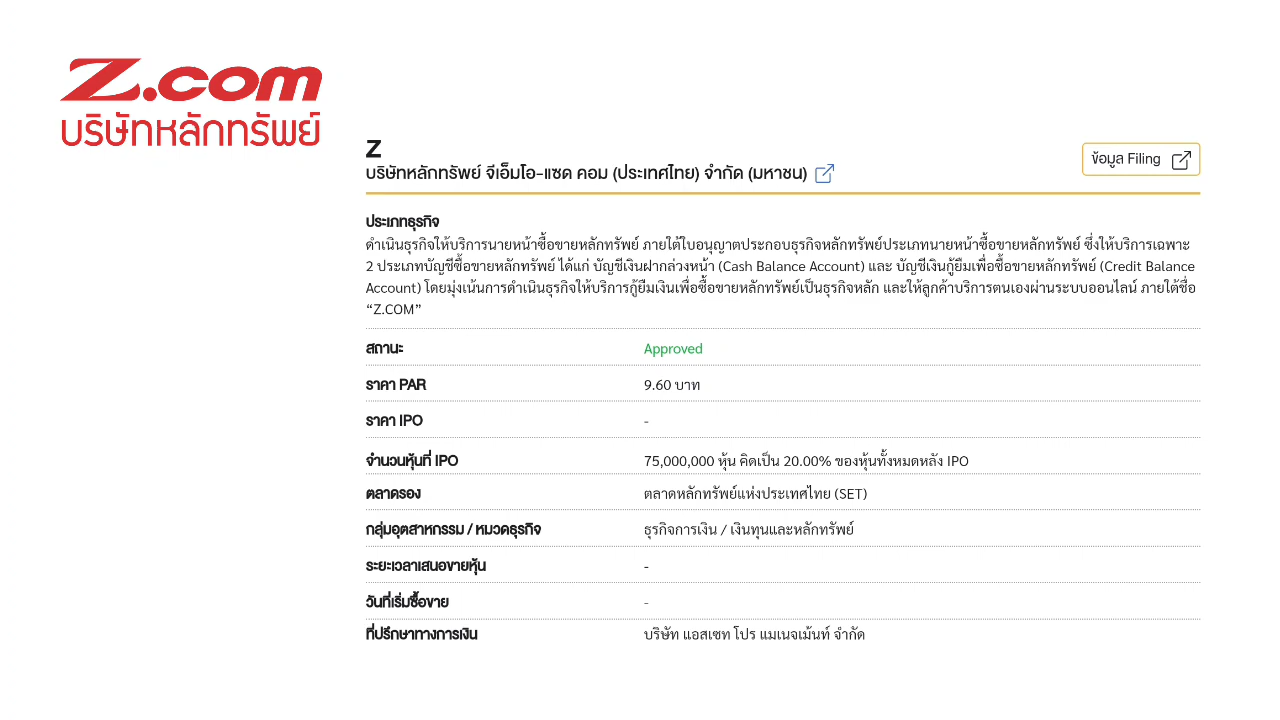 Z.com
บริษัทหลักทรัพย์
Z
บริษัทหลักทรัพย์ จีเอ็มโอ-แซด คอม (ประเทศไทย) จำกัด (มหาชน)
ข้อมูล Filing
ประเภทธุรกิจ
ดำเนินธุรกิจให้บริการนายหน้าซื้อขายหลักทรัพย์ ภายใต้ใบอนุญาตประกอบธุรกิจหลักทรัพย์ประเภทนายหน้าซื้อขายหลักทรัพย์ ซึ่งให้บริการเฉพาะ
2 ประเภทบัญชีซื้อขายหลักทรัพย์ ได้แก่ บัญชีเงินฝากล่วงหน้า (Cash Balance Account) และ บัญชีเงินกู้ยืมเพื่อซื้อขายหลักทรัพย์ (Credit Balance
Account) โดยมุ่งเน้นการดำเนินธุรกิจให้บริการกู้ยืมเงินเพื่อซื้อขายหลักทรัพย์เป็นธุรกิจหลัก และให้ลูกค้าบริการตนเองผ่านระบบออนไลน์ ภายใต้ชื่อ
“Z.COM”
สถานะ Approved
ราคา PAR 9.60 บาท
ราคา IPO -
จำนวนหุ้นที่ IPO 75,000,000 หุ้น คิดเป็น 20.00% ของหุ้นทั้งหมดหลัง IPO
ตลาดรอง ตลาดหลักทรัพย์แห่งประเทศไทย (SET)
กลุ่มอุตสาหกรรม / หมวดธุรกิจ ธุรกิจการเงิน / เงินทุนและหลักทรัพย์
ระยะเวลาเสนอขายหุ้น -
วันที่เริ่มซื้อขาย -
ที่ปรึกษาทางการเงิน บริษัท แอสเซท โปร แมเนจเม้นท์ จำกัด